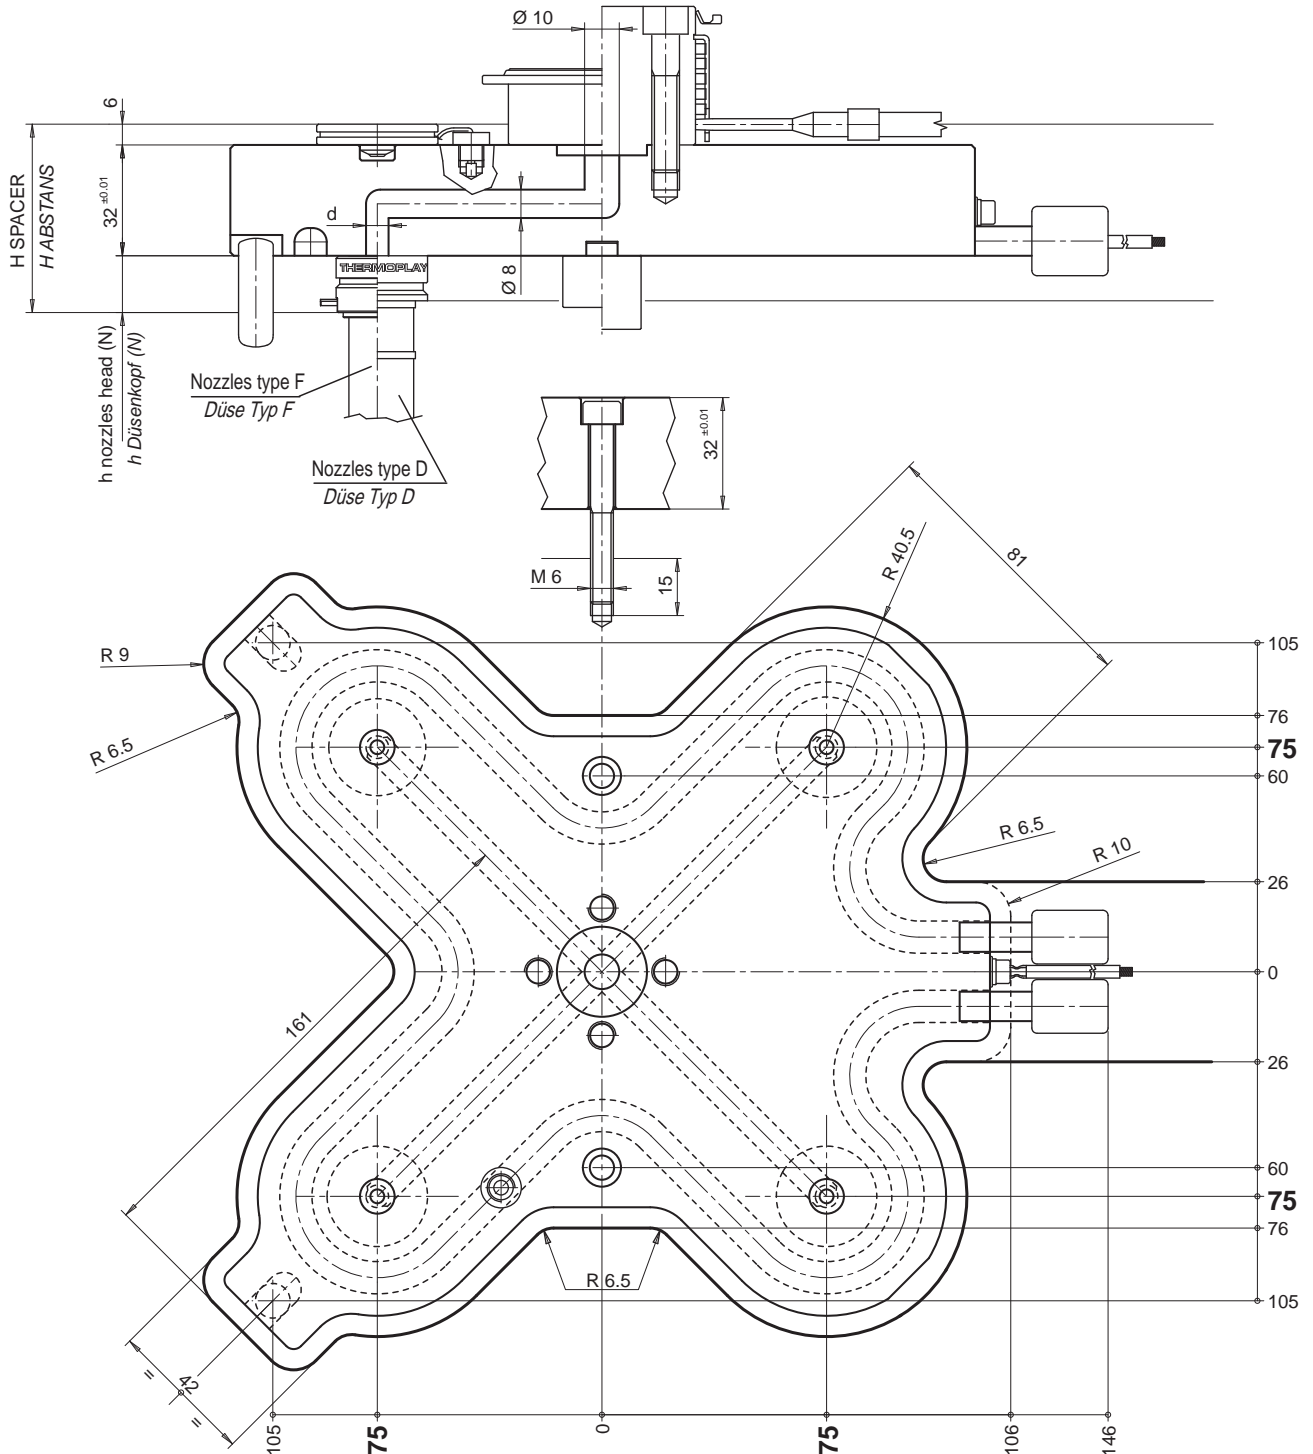 Ø 10
6
H SPACER
H ABSTANS
32 ±0.01
d
THERMOPLAY
Ø 8
h nozzles head (N)
h Düsenkopf (N)
Nozzles type F
Düse Typ F
Nozzles type D
Düse Typ D
32 ±0.01
M 6
15
R 40.5
81
R 9
R 6.5
105
76
75
60
R 6.5
R 10
26
161
0
26
60
75
76
R 6.5
105
42
=
=
105
75
0
75
106
146